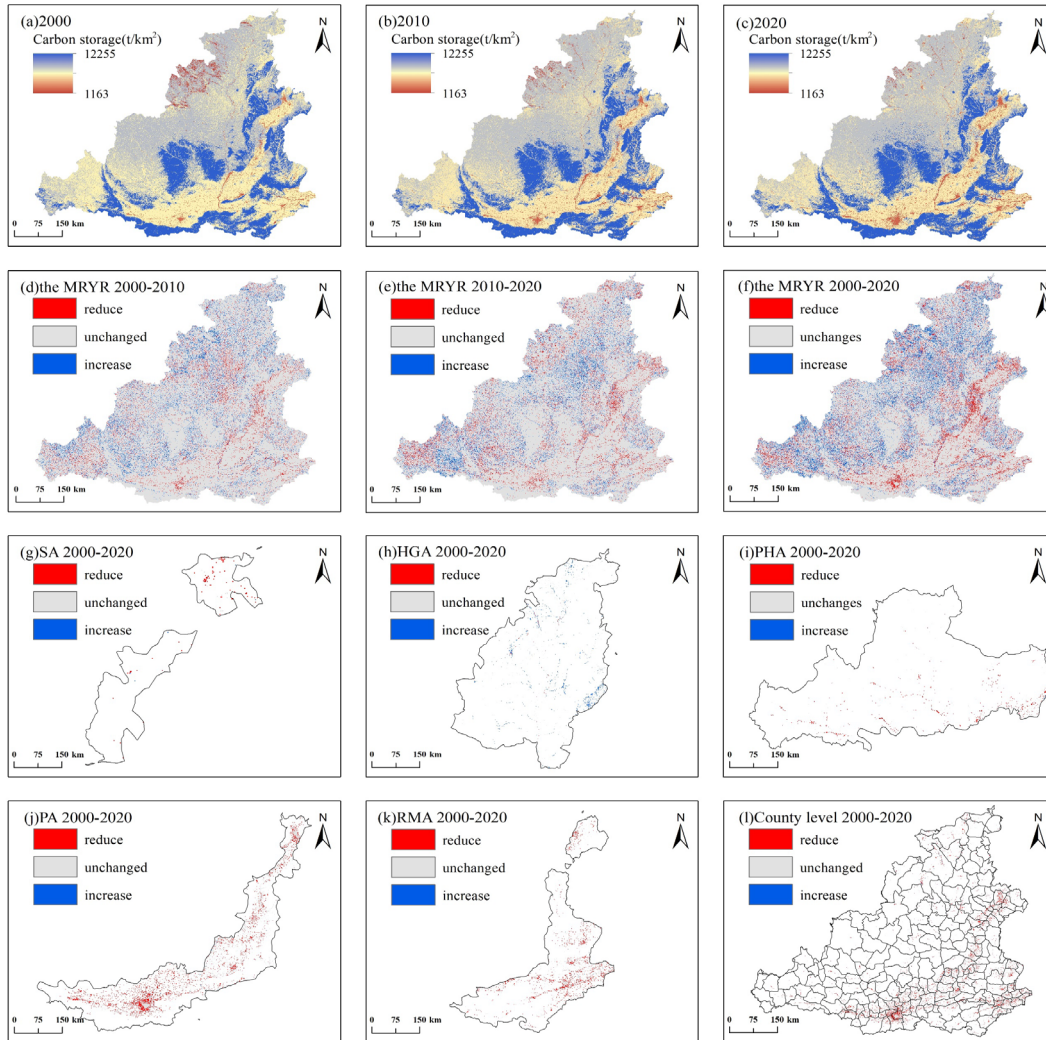 (a)2000
N
Carbon storage(t/km²)
12255
1163
0 75 150 km
(b)2010
N
Carbon storage(t/km²)
12255
1163
0 75 150 km
(c)2020
N
Carbon storage(t/km²)
12255
1163
0 75 150 km
(d)the MRYR 2000-2010
N
reduce
unchanged
increase
0 75 150 km
(e)the MRYR 2010-2020
N
reduce
unchanged
increase
0 75 150 km
(f)the MRYR 2000-2020
N
reduce
unchanges
increase
0 75 150 km
(g)SA 2000-2020
N
reduce
unchanged
increase
0 75 150 km
(h)HGA 2000-2020
N
reduce
unchanged
increase
0 75 150 km
(i)PHA 2000-2020
N
reduce
unchanges
increase
0 75 150 km
(j)PA 2000-2020
N
reduce
unchanged
increase
0 75 150 km
(k)RMA 2000-2020
N
reduce
unchanged
increase
0 75 150 km
(l)County level 2000-2020
N
reduce
unchanged
increase
0 75 150 km